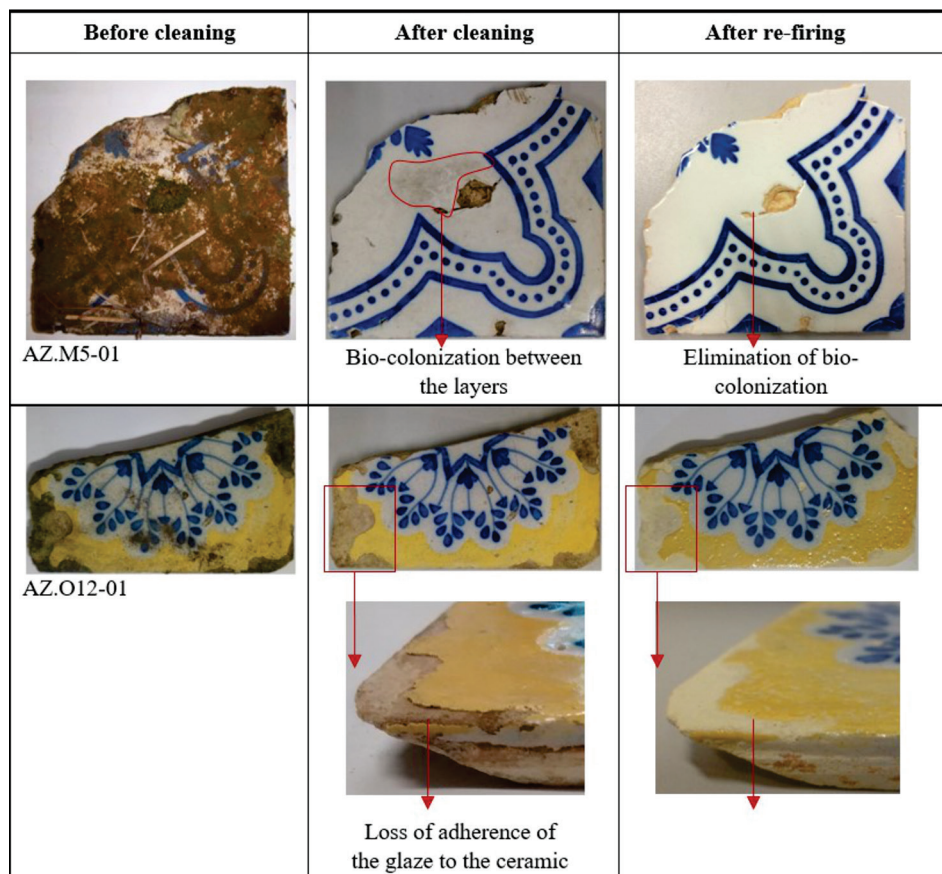 Before cleaning
After cleaning
After re-firing
AZ.M5-01
Bio-colonization between
the layers
Elimination of bio-
colonization
AZ.O12-01
Loss of adherence of
the glaze to the ceramic